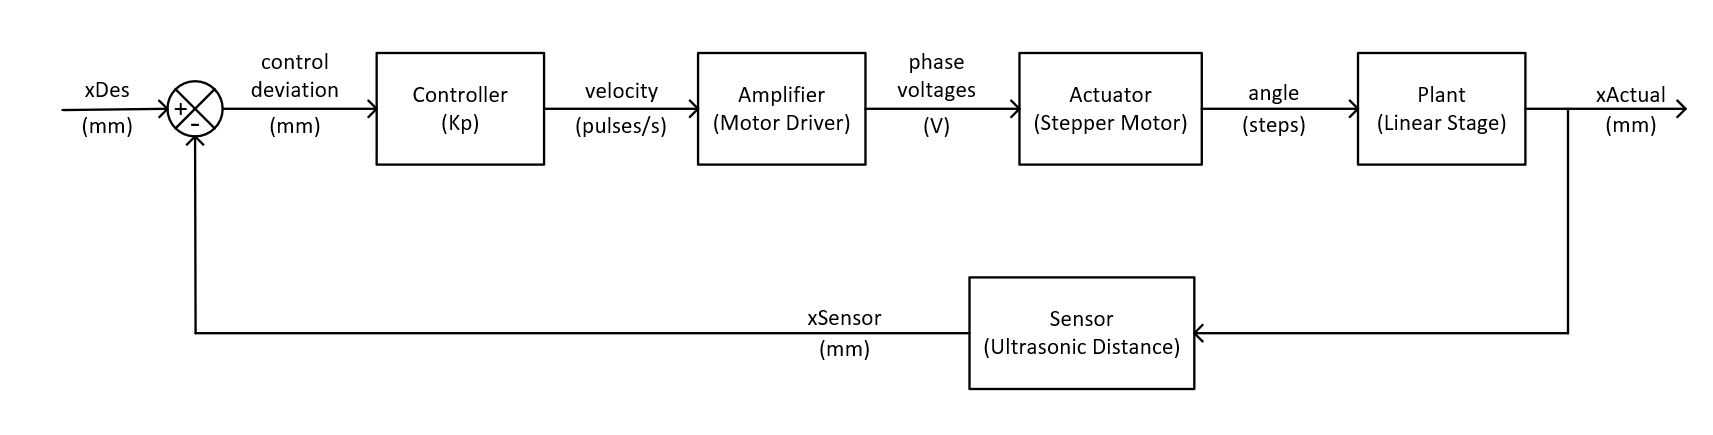 xDes
(mm)
+
-
control
deviation
(mm)
Controller
(Kp)
velocity
(pulses/s)
Amplifier
(Motor Driver)
phase
voltages
(V)
Actuator
(Stepper Motor)
angle
(steps)
Plant
(Linear Stage)
xActual
(mm)
xSensor
(mm)
Sensor
(Ultrasonic Distance)